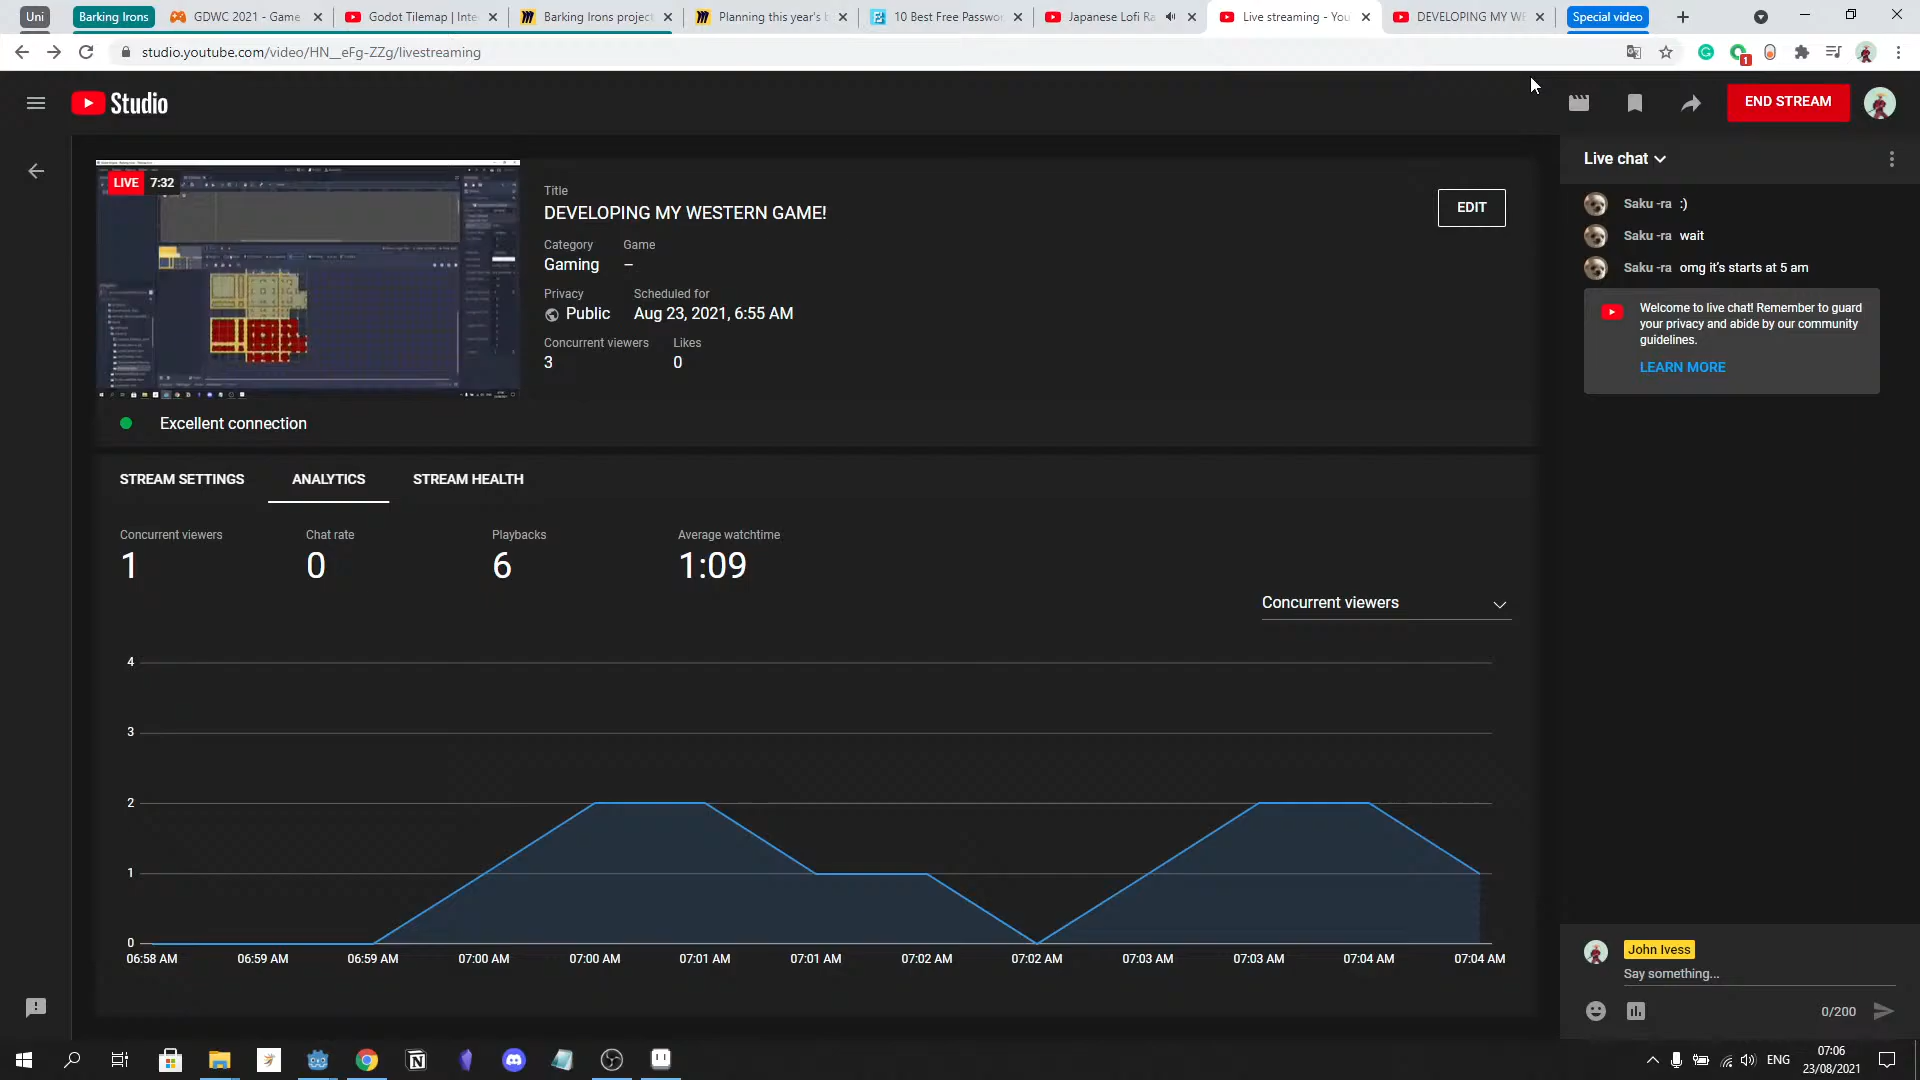 Uni
Barking Irons
GDWC 2021 - Game
Godot Tilemap | Inte
Barking Irons project
Planning this year's b
10 Best Free Passwo
Japanese Lofi Ra
Live streaming - You
DEVELOPING MY WE
Special video
studio.youtube.com/video/HN__eFg-ZZg/livestreaming
1
Studio
END STREAM
LIVE 7:32
Title
DEVELOPING MY WESTERN GAME!
EDIT
Category Game
Gaming –
Privacy Scheduled for
Public Aug 23, 2021, 6:55 AM
Concurrent viewers Likes
3 0
Excellent connection
STREAM SETTINGS ANALYTICS STREAM HEALTH
Concurrent viewers Chat rate Playbacks Average watchtime
1 0 6 1:09
Concurrent viewers
4
3
2
1
0
06:58 AM 06:59 AM 06:59 AM 07:00 AM 07:00 AM 07:01 AM 07:01 AM 07:02 AM 07:02 AM 07:03 AM 07:03 AM 07:04 AM 07:04 AM
Live chat
Saku -ra :)
Saku -ra wait
Saku -ra omg it's starts at 5 am
Welcome to live chat! Remember to guard
your privacy and abide by our community
guidelines.
LEARN MORE
John Ivess
Say something...
0/200
ENG
07:06
23/08/2021